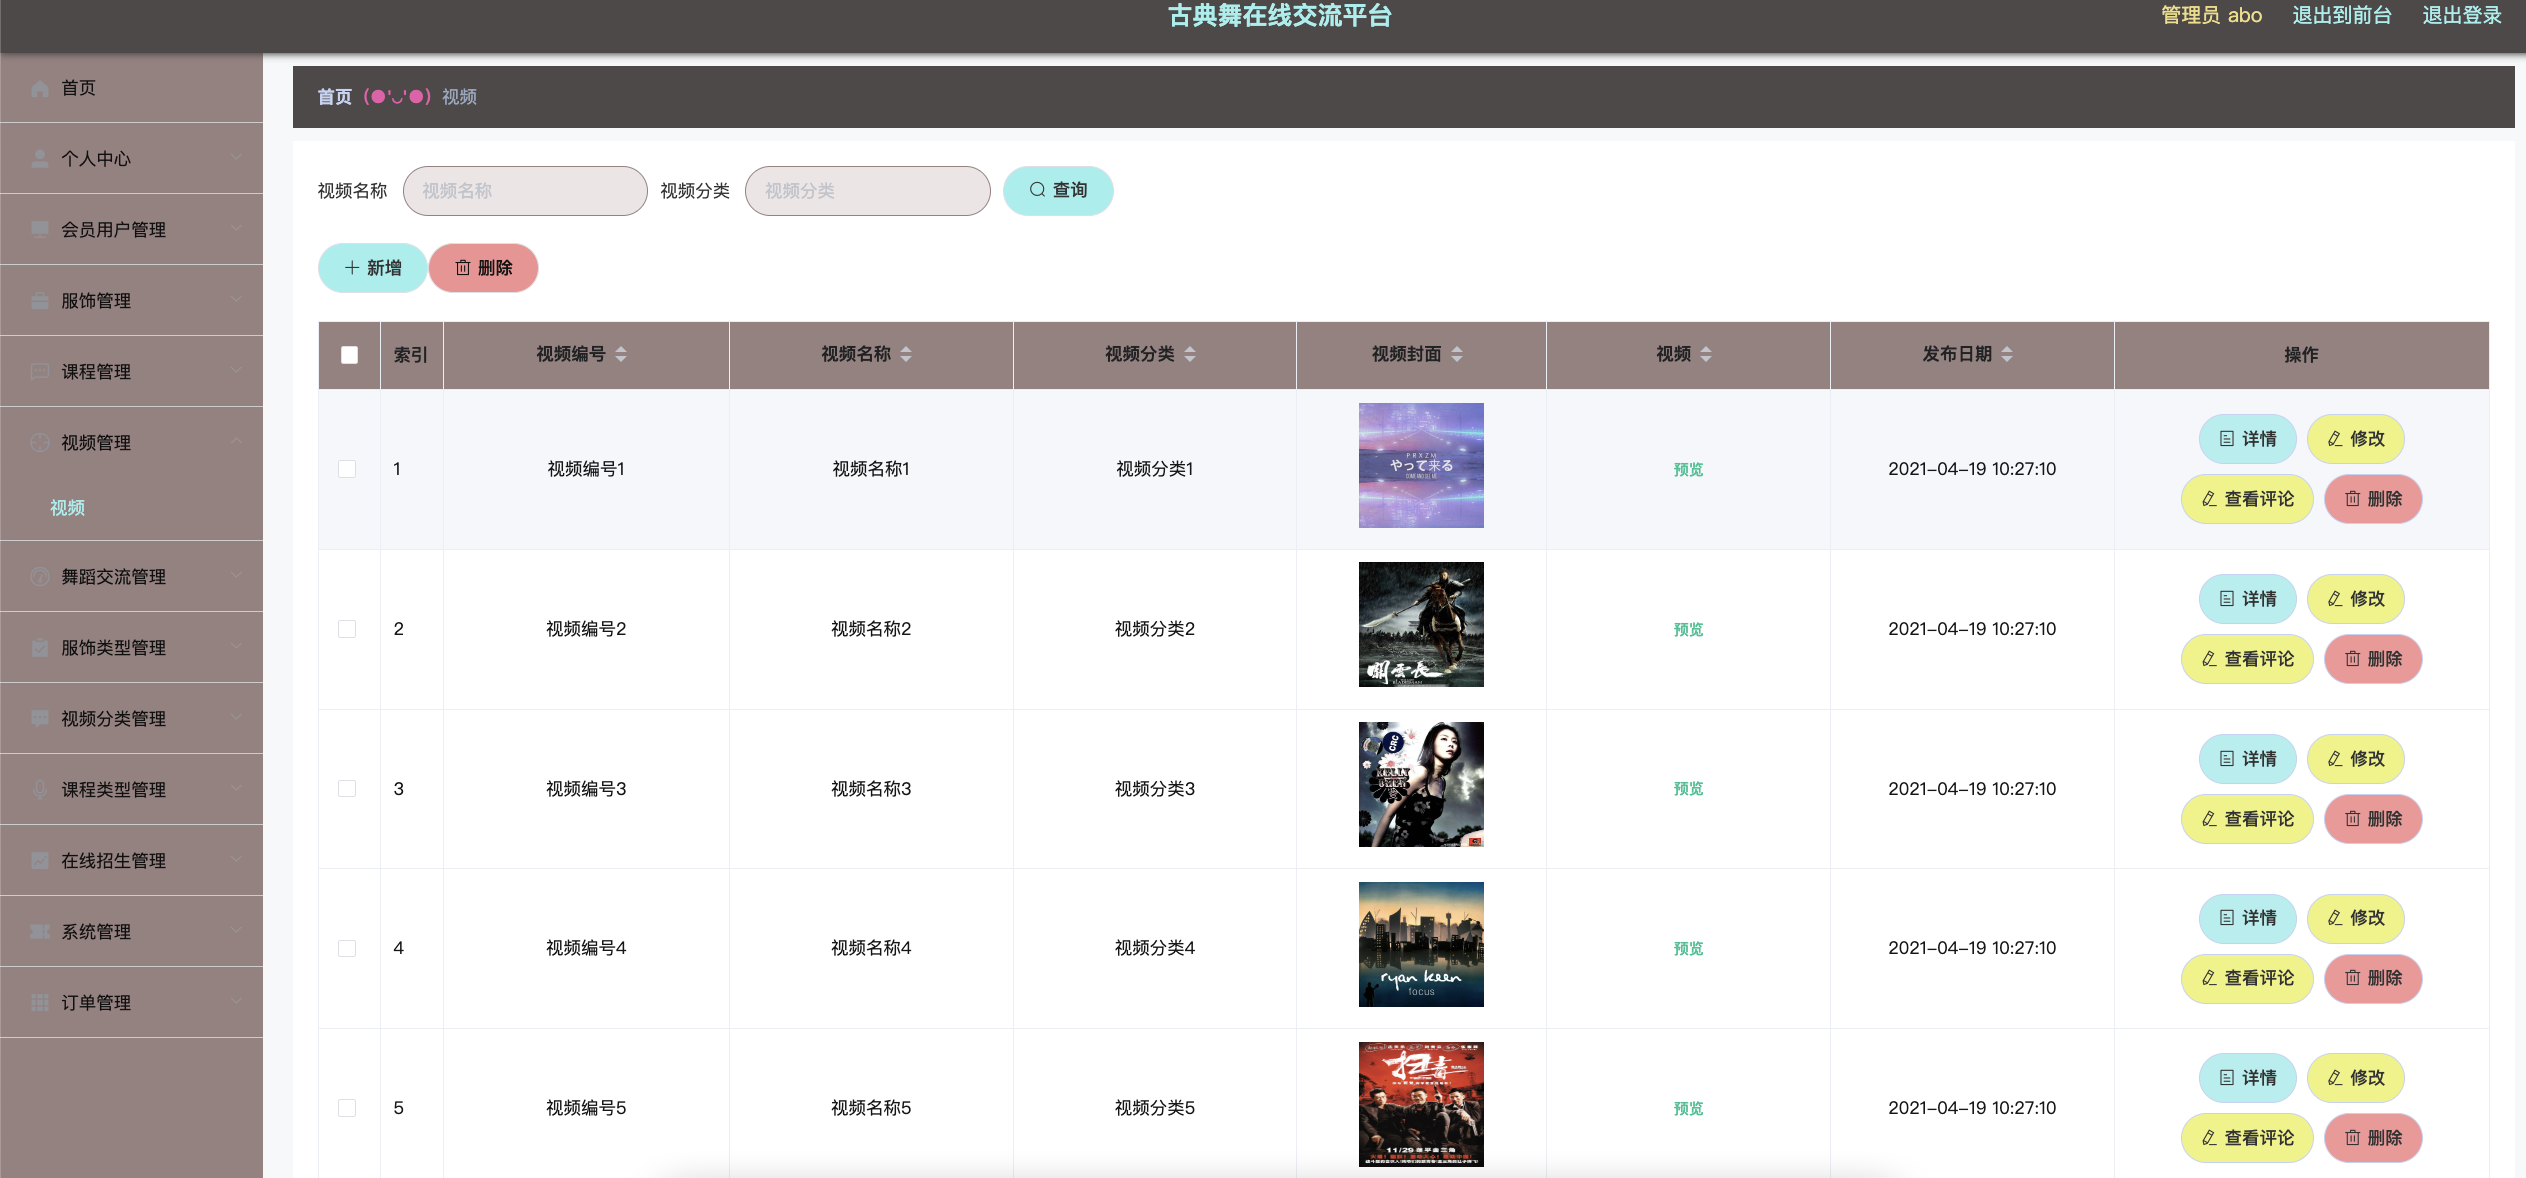 古典舞在线交流平台
管理员 abo 退出到前台 退出登录
首页 (●'◡'●) 视频
首页
个人中心
会员用户管理
服饰管理
课程管理
视频管理
视频
舞蹈交流管理
服饰类型管理
视频分类管理
课程类型管理
在线招生管理
系统管理
订单管理
视频名称 视频名称 视频分类 视频分类 查询
新增 删除
索引 视频编号 视频名称 视频分类 视频封面 视频 发布日期 操作
1 视频编号1 视频名称1 视频分类1 预览 2021-04-19 10:27:10 详情 修改
查看评论 删除
PRXZM
やって来る
COME AND SEE ME
2 视频编号2 视频名称2 视频分类2 预览 2021-04-19 10:27:10 详情 修改
查看评论 删除
關雲長
3 视频编号3 视频名称3 视频分类3 预览 2021-04-19 10:27:10 详情 修改
查看评论 删除
CRC
KELLY
4 视频编号4 视频名称4 视频分类4 预览 2021-04-19 10:27:10 详情 修改
查看评论 删除
ryan keen
focus
5 视频编号5 视频名称5 视频分类5 预览 2021-04-19 10:27:10 详情 修改
查看评论 删除
扫毒
11/29